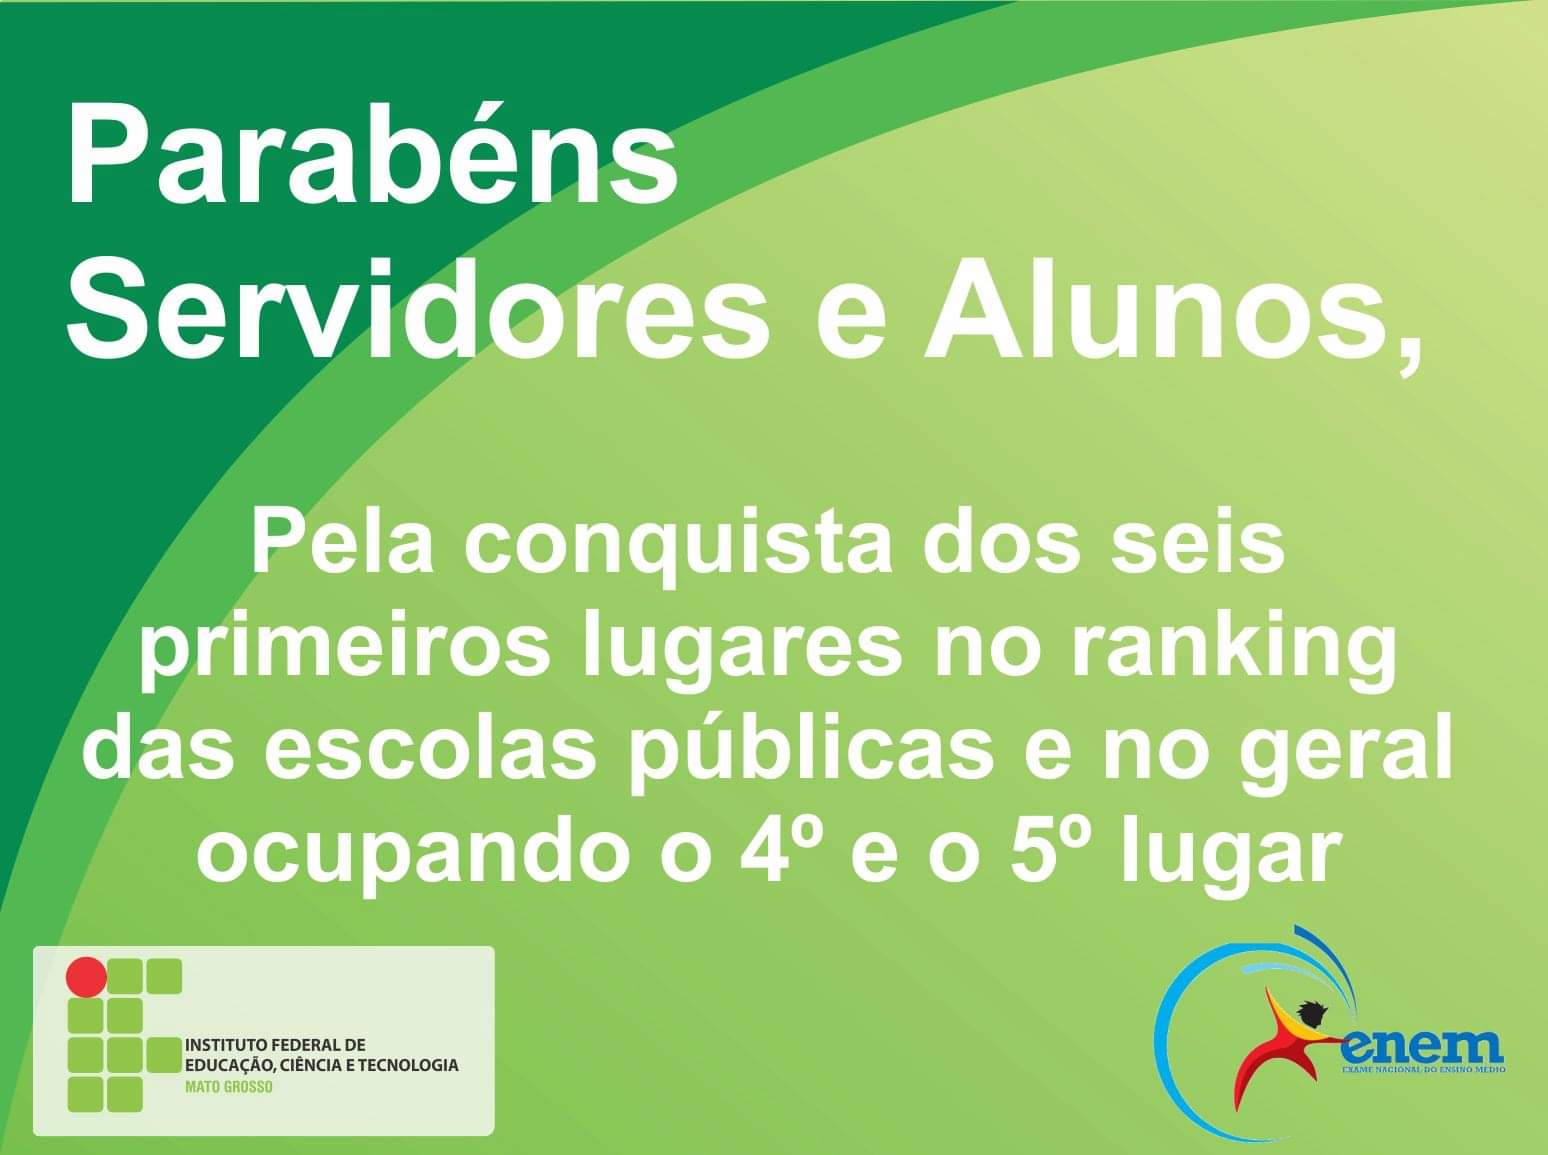 Parabéns
Servidores e Alunos,
Pela conquista dos seis
primeiros lugares no ranking
das escolas públicas e no geral
ocupando o 4º e o 5º lugar
INSTITUTO FEDERAL DE
EDUCAÇÃO, CIÊNCIA E TECNOLOGIA
MATO GROSSO
enem
EXAME NACIONAL DO ENSINO MEDIO